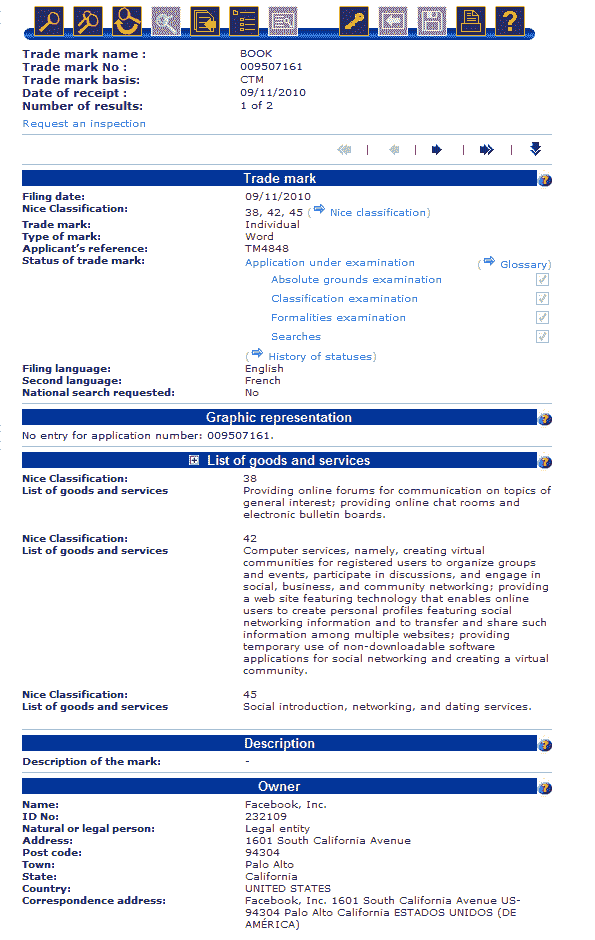 Trade mark name : BOOK
Trade mark No : 009507161
Trade mark basis: CTM
Date of receipt : 09/11/2010
Number of results: 1 of 2
Request an inspection
Trade mark
Filing date: 09/11/2010
Nice Classification: 38, 42, 45 ( Nice classification)
Trade mark: Individual
Type of mark: Word
Applicant's reference: TM4848
Status of trade mark: Application under examination ( Glossary)
Absolute grounds examination
Classification examination
Formalities examination
Searches
( History of statuses)
Filing language: English
Second language: French
National search requested: No
Graphic representation
No entry for application number: 009507161.
List of goods and services
Nice Classification: 38
List of goods and services Providing online forums for communication on topics of
general interest; providing online chat rooms and
electronic bulletin boards.
Nice Classification: 42
List of goods and services Computer services, namely, creating virtual
communities for registered users to organize groups
and events, participate in discussions, and engage in
social, business, and community networking; providing
a web site featuring technology that enables online
users to create personal profiles featuring social
networking information and to transfer and share such
information among multiple websites; providing
temporary use of non-downloadable software
applications for social networking and creating a virtual
community.
Nice Classification: 45
List of goods and services Social introduction, networking, and dating services.
Description
Description of the mark: -
Owner
Name: Facebook, Inc.
ID No: 232109
Natural or legal person: Legal entity
Address: 1601 South California Avenue
Post code: 94304
Town: Palo Alto
State: California
Country: UNITED STATES
Correspondence address: Facebook, Inc. 1601 South California Avenue US-
94304 Palo Alto California ESTADOS UNIDOS (DE
AMÉRICA)